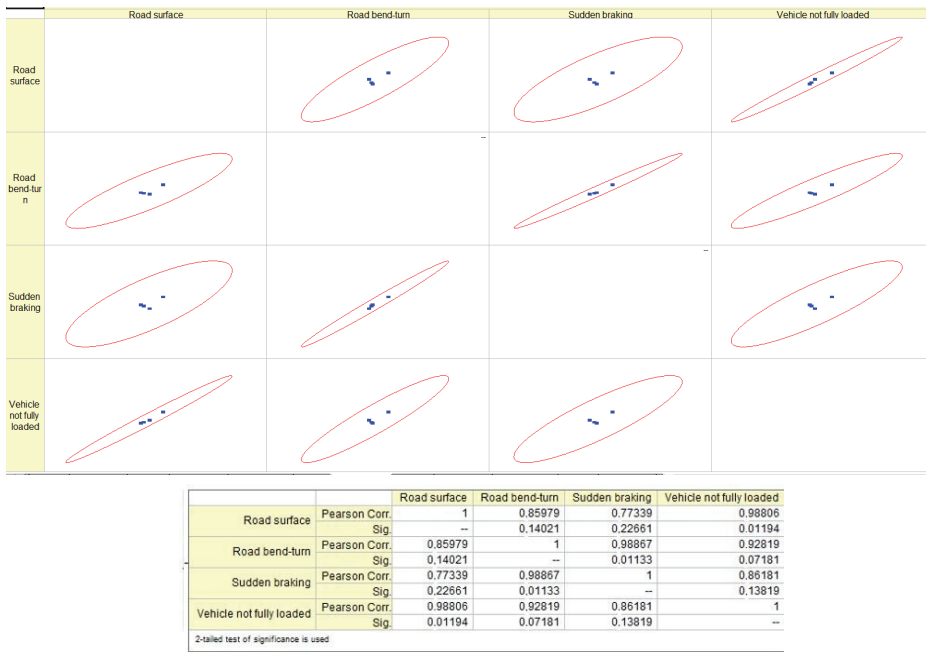 Road surface Road bend-turn Sudden braking Vehicle not fully loaded
Road
surface
Road
bend-tur
n
Sudden
braking
Vehicle
not fully
loaded
Road surface Road bend-turn Sudden braking Vehicle not fully loaded
Road surface Pearson Corr. 1 0.85979 0.77339 0.98806
Sig. -- 0.14021 0.22661 0.01194
Road bend-turn Pearson Corr. 0.85979 1 0.98867 0.92819
Sig. 0.14021 -- 0.01133 0.07181
Sudden braking Pearson Corr. 0.77339 0.98867 1 0.86181
Sig. 0.22661 0.01133 -- 0.13819
Vehicle not fully loaded Pearson Corr. 0.98806 0.92819 0.86181 1
Sig. 0.01194 0.07181 0.13819 --
2-tailed test of significance is used